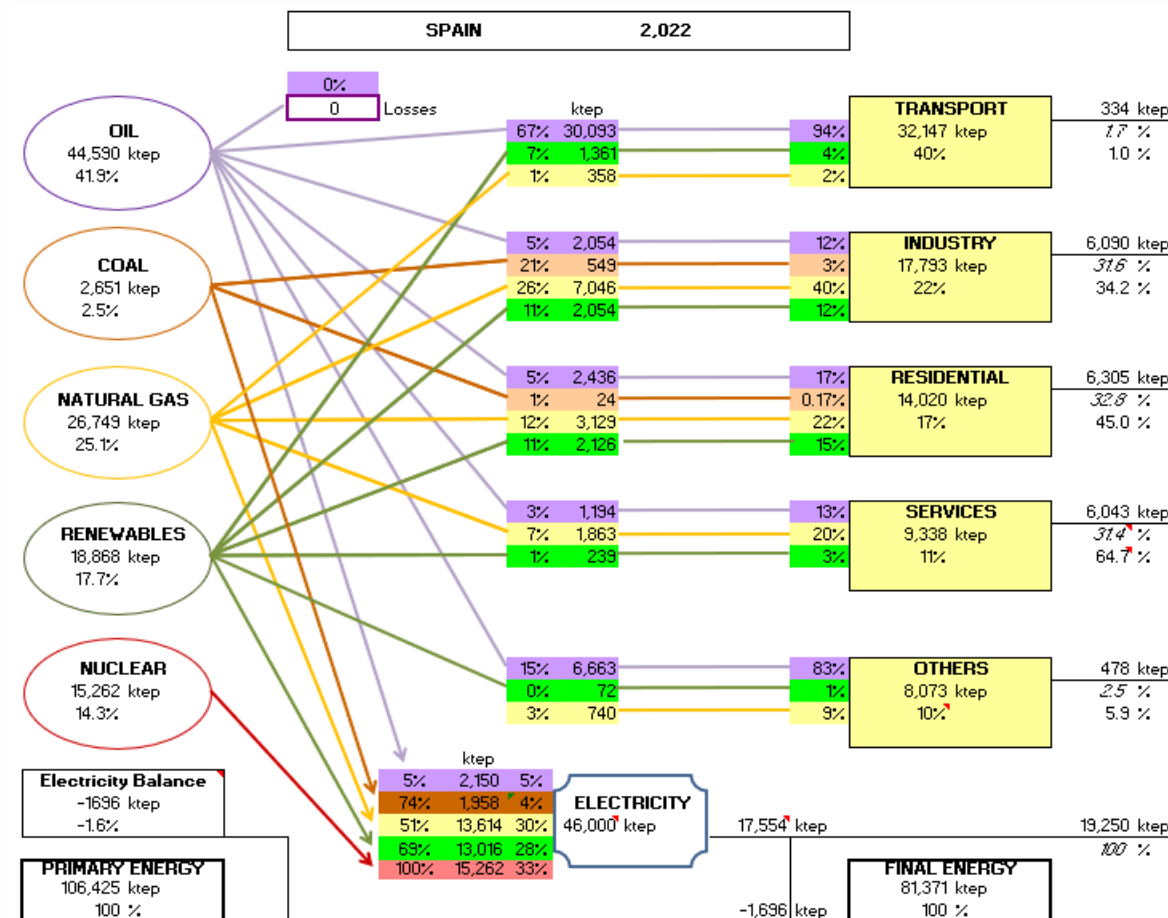 SPAIN 2,022
0%
0 Losses
ktep
OIL
44,590 ktep
41.9%
67% 30,093 94%
7% 1,361 4%
1% 358 2%
TRANSPORT
32,147 ktep
40%
334 ktep
1.7 %
1.0 %
COAL
2,651 ktep
2.5%
5% 2,054 12%
21% 549 3%
26% 7,046 40%
11% 2,054 12%
INDUSTRY
17,793 ktep
22%
6,090 ktep
31.6 %
34.2 %
NATURAL GAS
26,749 ktep
25.1%
5% 2,436 17%
1% 24 0.17%
12% 3,129 22%
11% 2,126 15%
RESIDENTIAL
14,020 ktep
17%
6,305 ktep
32.8 %
45.0 %
RENEWABLES
18,868 ktep
17.7%
3% 1,194 13%
7% 1,863 20%
1% 239 3%
SERVICES
9,338 ktep
11%
6,043 ktep
31.4 %
64.7 %
NUCLEAR
15,262 ktep
14.3%
15% 6,663 83%
0% 72 1%
3% 740 9%
OTHERS
8,073 ktep
10%
478 ktep
2.5 %
5.9 %
Electricity Balance
-1696 ktep
-1.6%
ktep
5% 2,150 5%
74% 1,958 4%
51% 13,614 30%
69% 13,016 28%
100% 15,262 33%
ELECTRICITY
46,000 ktep
17,554 ktep
19,250 ktep
100 %
PRIMARY ENERGY
106,425 ktep
100 %
-1,696 ktep
FINAL ENERGY
81,371 ktep
100 %